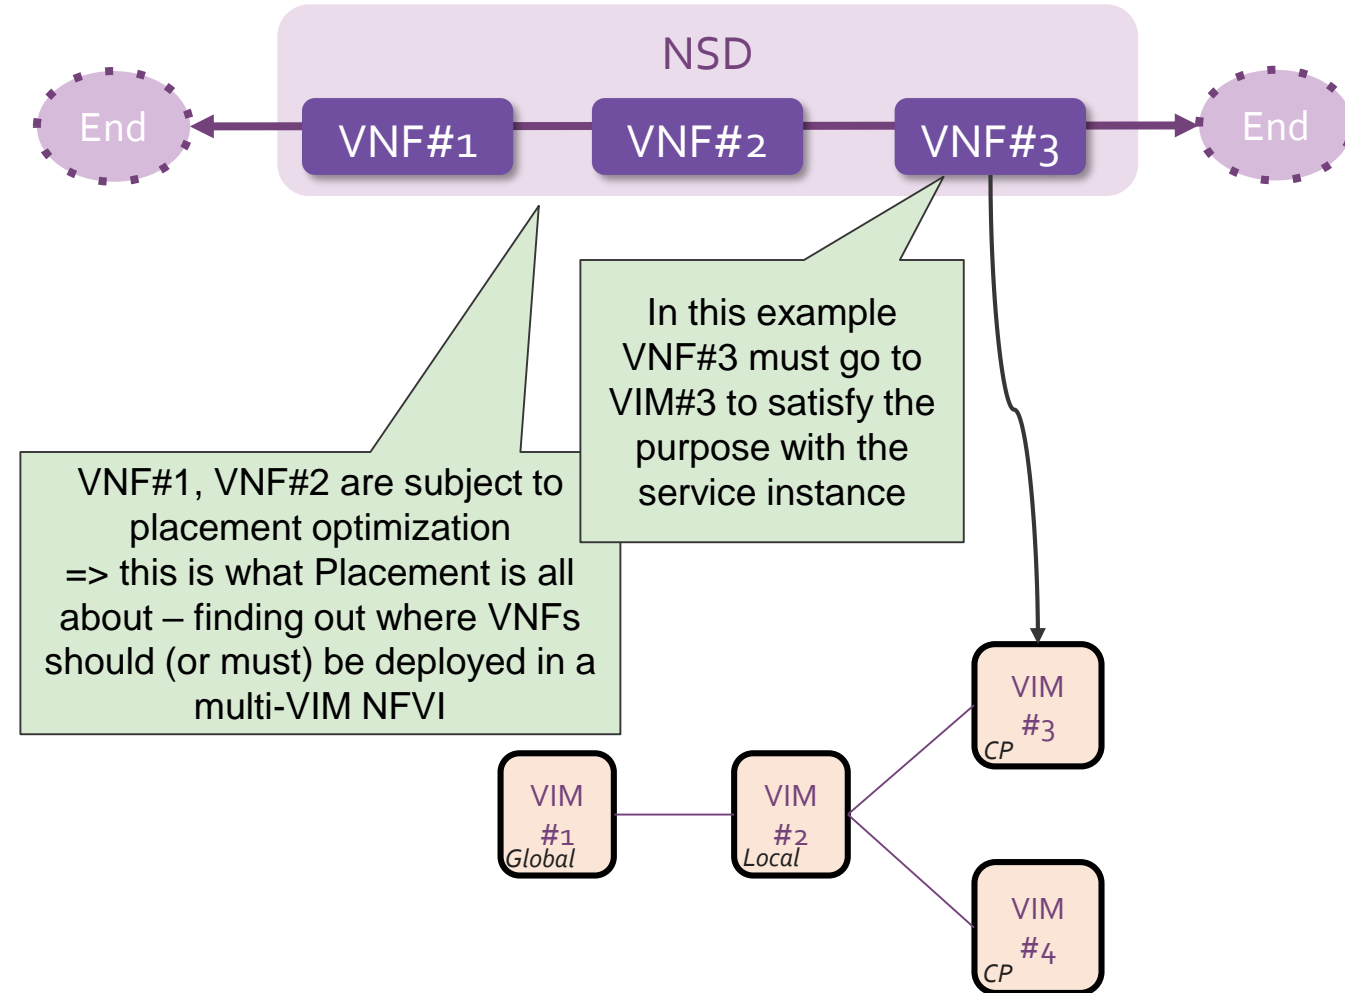 NSD
End
VNF#1
VNF#2
VNF#3
End
In this example
VNF#3 must go to
VIM#3 to satisfy the
purpose with the
service instance
VNF#1, VNF#2 are subject to
placement optimization
=> this is what Placement is all
about – finding out where VNFs
should (or must) be deployed in a
multi-VIM NFVI
VIM
#3
CP
VIM
#1
Global
VIM
#2
Local
VIM
#4
CP